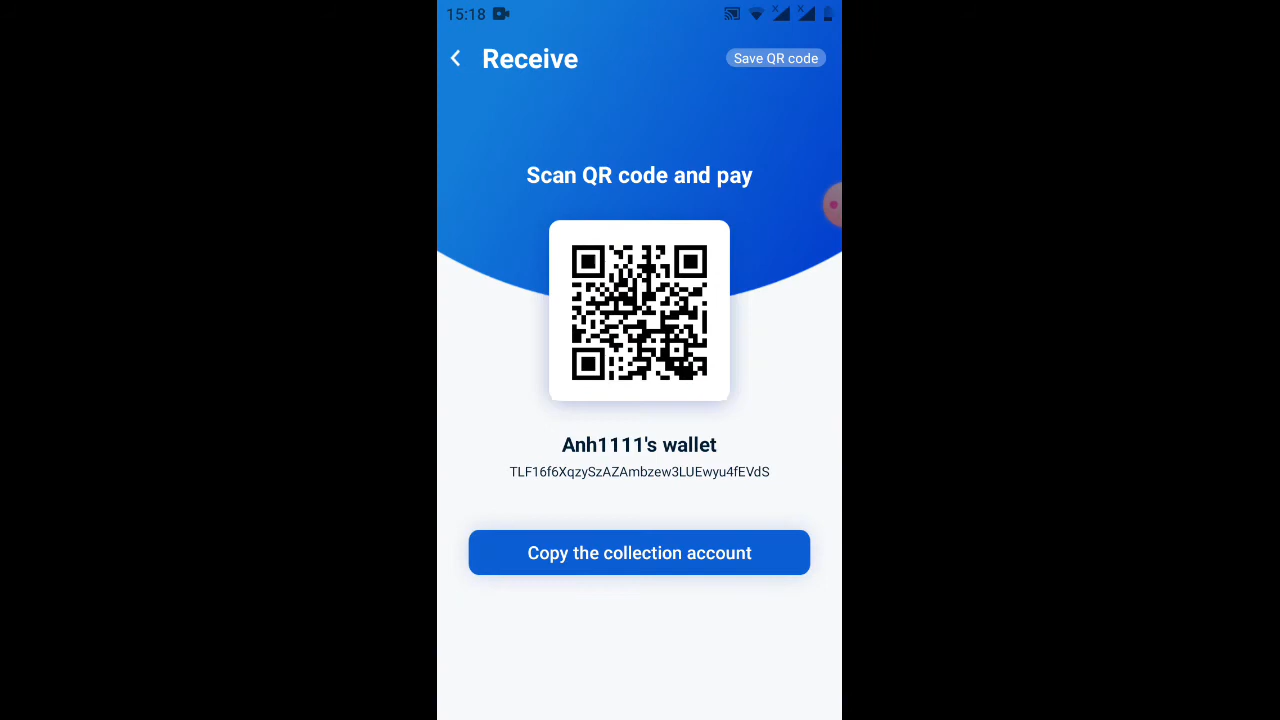 15:18
Receive
Save QR code
Scan QR code and pay
Anh1111's wallet
TLF16f6XqzySzAZAmbzew3LUEwyu4fEVdS
Copy the collection account